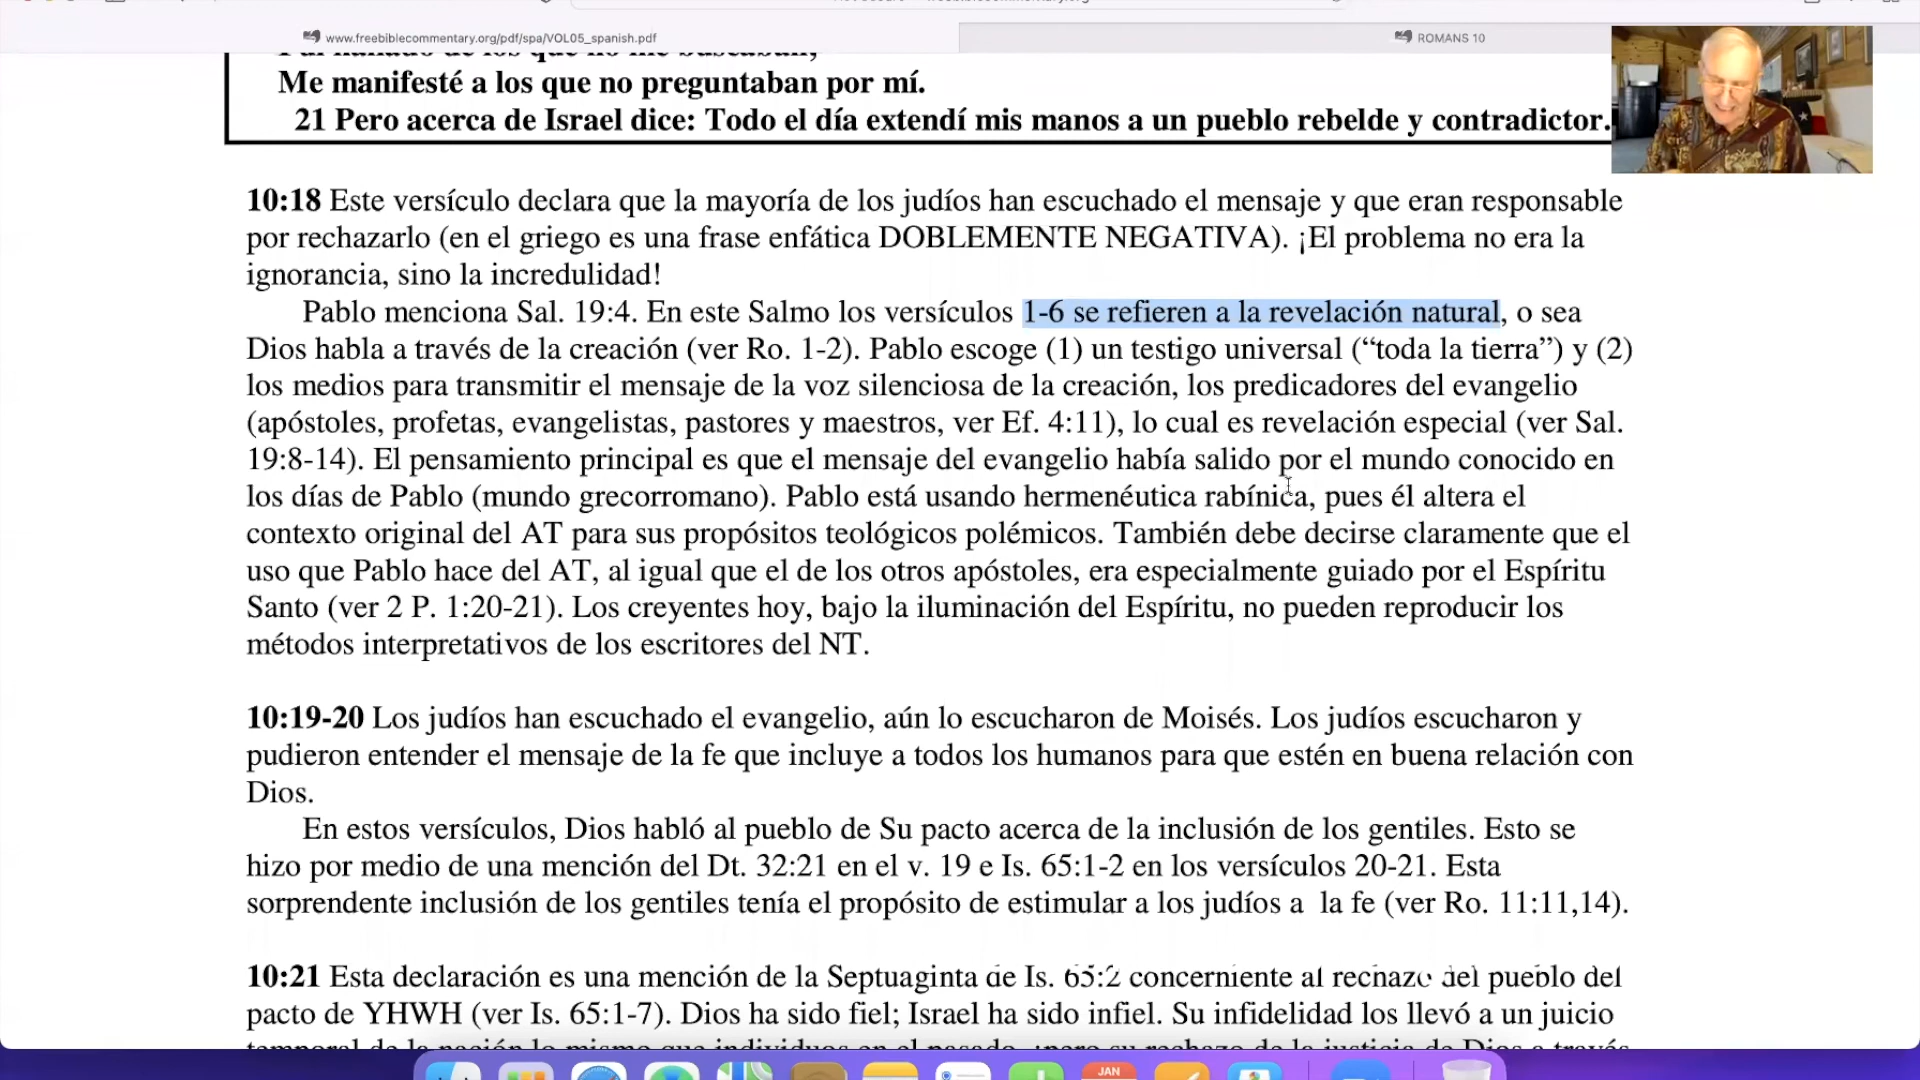 www.freebiblecommentary.org/pdf/spa/VOL05_spanish.pdf
ROMANS 10
Me manifesté a los que no preguntaban por mí.
21 Pero acerca de Israel dice: Todo el día extendí mis manos a un pueblo rebelde y contradictor.
10:18 Este versículo declara que la mayoría de los judíos han escuchado el mensaje y que eran responsable
por rechazarlo (en el griego es una frase enfática DOBLEMENTE NEGATIVA). ¡El problema no era la
ignorancia, sino la incredulidad!
Pablo menciona Sal. 19:4. En este Salmo los versículos 1-6 se refieren a la revelación natural, o sea
Dios habla a través de la creación (ver Ro. 1-2). Pablo escoge (1) un testigo universal (“toda la tierra”) y (2)
los medios para transmitir el mensaje de la voz silenciosa de la creación, los predicadores del evangelio
(apóstoles, profetas, evangelistas, pastores y maestros, ver Ef. 4:11), lo cual es revelación especial (ver Sal.
19:8-14). El pensamiento principal es que el mensaje del evangelio había salido por el mundo conocido en
los días de Pablo (mundo grecorromano). Pablo está usando hermenéutica rabínica, pues él altera el
contexto original del AT para sus propósitos teológicos polémicos. También debe decirse claramente que el
uso que Pablo hace del AT, al igual que el de los otros apóstoles, era especialmente guiado por el Espíritu
Santo (ver 2 P. 1:20-21). Los creyentes hoy, bajo la iluminación del Espíritu, no pueden reproducir los
métodos interpretativos de los escritores del NT.
10:19-20 Los judíos han escuchado el evangelio, aún lo escucharon de Moisés. Los judíos escucharon y
pudieron entender el mensaje de la fe que incluye a todos los humanos para que estén en buena relación con
Dios.
En estos versículos, Dios habló al pueblo de Su pacto acerca de la inclusión de los gentiles. Esto se
hizo por medio de una mención del Dt. 32:21 en el v. 19 e Is. 65:1-2 en los versículos 20-21. Esta
sorprendente inclusión de los gentiles tenía el propósito de estimular a los judíos a la fe (ver Ro. 11:11,14).
10:21 Esta declaración es una mención de la Septuaginta de Is. 65:2 concerniente al rechazo del pueblo del
pacto de YHWH (ver Is. 65:1-7). Dios ha sido fiel; Israel ha sido infiel. Su infidelidad los llevó a un juicio
JAN